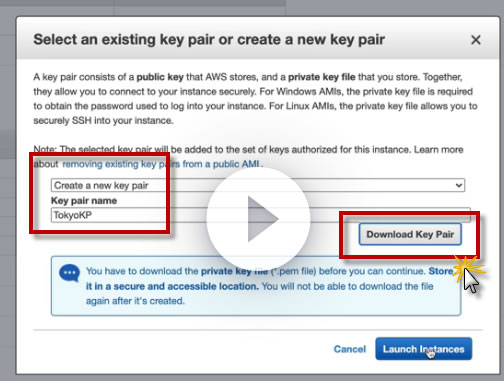 Select an existing key pair or create a new key pair
A key pair consists of a public key that AWS stores, and a private key file that you store. Together,
they allow you to connect to your instance securely. For Windows AMIs, the private key file is required
to obtain the password used to log into your instance. For Linux AMIs, the private key file allows you to
securely SSH into your instance.
Note: The selected key pair will be added to the set of keys authorized for this instance. Learn more
about removing existing key pairs from a public AMI.
Create a new key pair
Key pair name
TokyoKP
Download Key Pair
You have to download the private key file (*.pem file) before you can continue. Store
it in a secure and accessible location. You will not be able to download the file
again after it's created.
Cancel
Launch Instances